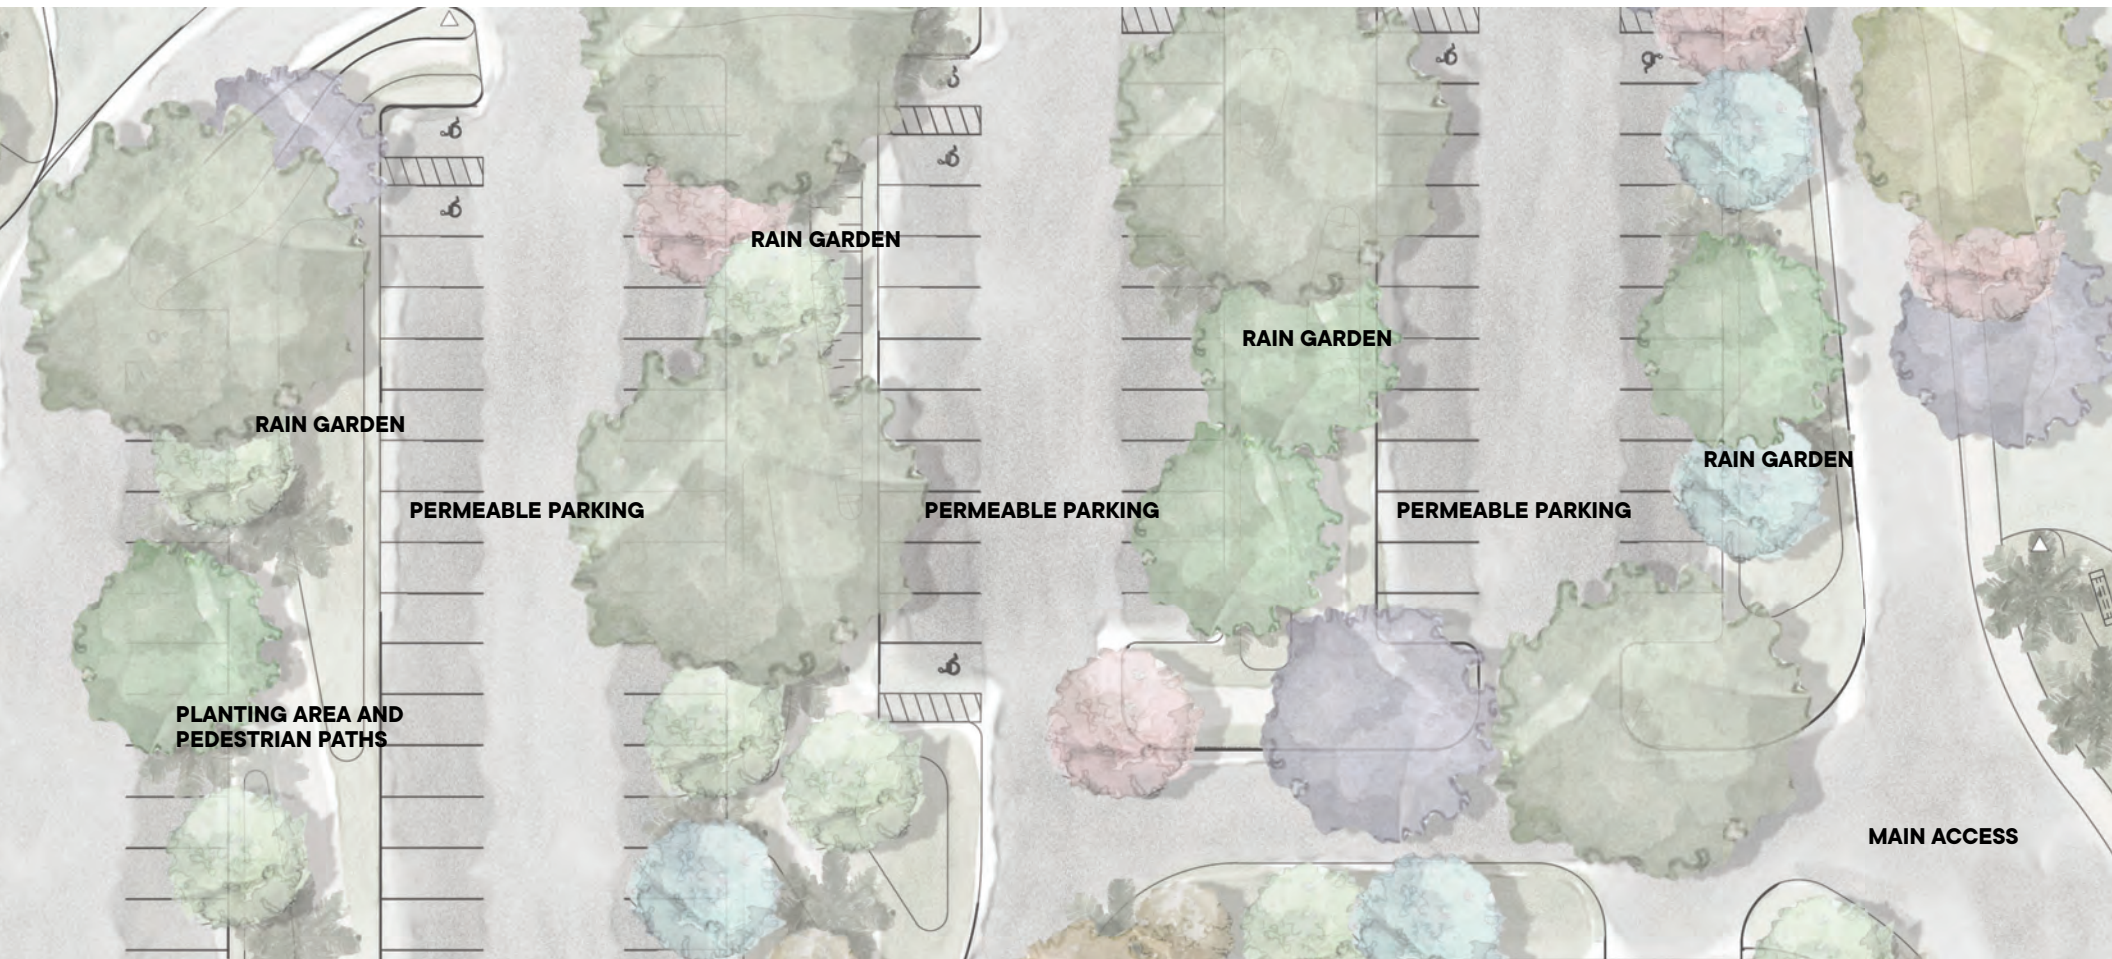 RAIN GARDEN
RAIN GARDEN
RAIN GARDEN
RAIN GARDEN
PERMEABLE PARKING
PERMEABLE PARKING
PERMEABLE PARKING
PLANTING AREA AND
PEDESTRIAN PATHS
MAIN ACCESS